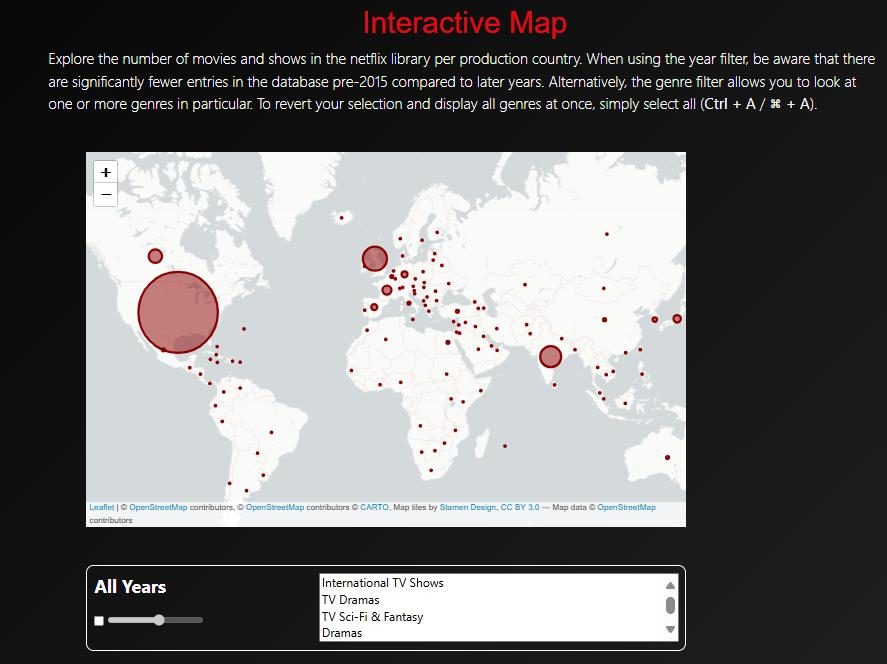 Interactive Map
Explore the number of movies and shows in the netflix library per production country. When using the year filter, be aware that there
are significantly fewer entries in the database pre-2015 compared to later years. Alternatively, the genre filter allows you to look at
one or more genres in particular. To revert your selection and display all genres at once, simply select all (Ctrl + A / ⌘ + A).
+
−
Leaflet | © OpenStreetMap contributors, © OpenStreetMap contributors © CARTO, Map tiles by Stamen Design, CC BY 3.0 — Map data © OpenStreetMap
contributors
All Years
International TV Shows
TV Dramas
TV Sci-Fi & Fantasy
Dramas